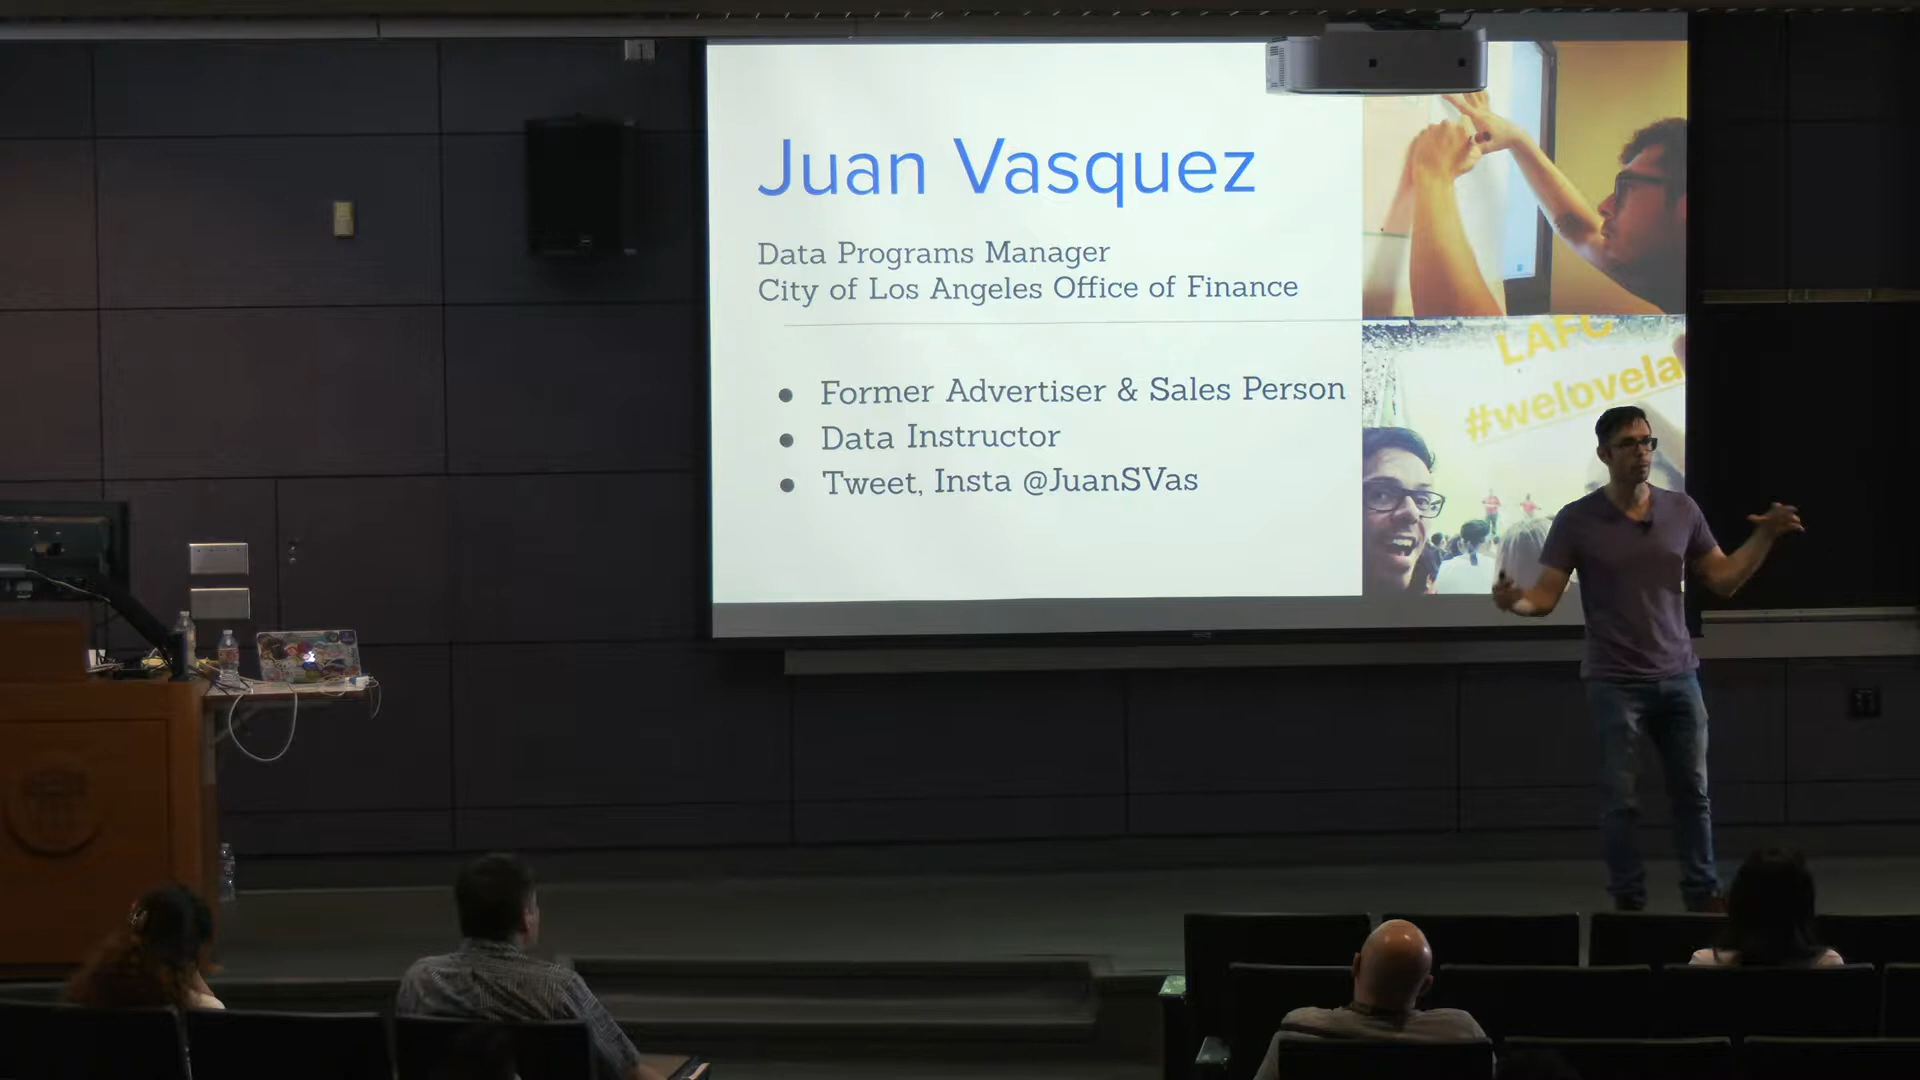 Juan Vasquez
Data Programs Manager
City of Los Angeles Office of Finance
● Former Advertiser & Sales Person
● Data Instructor
● Tweet, Insta @JuanSVas
LAFC
#welovela